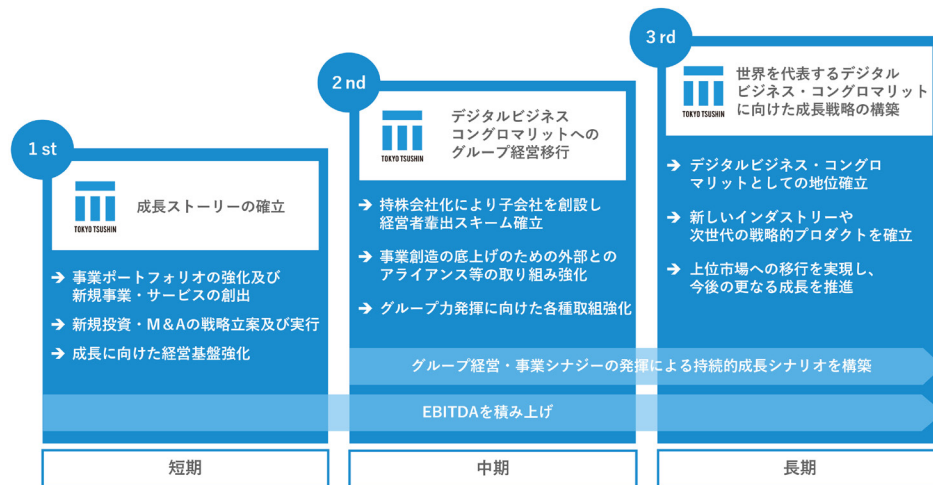 1 st
TOKYO TSUSHIN
成長ストーリーの確立
➔ 事業ポートフォリオの強化及び
新規事業・サービスの創出
➔ 新規投資・M&Aの戦略立案及び実行
➔ 成長に向けた経営基盤強化
2 nd
TOKYO TSUSHIN
デジタルビジネス
コングロマリットへの
グループ経営移行
➔ 持株会社化により子会社を創設し
経営者輩出スキーム確立
➔ 事業創造の底上げのための外部との
アライアンス等の取り組み強化
➔ グループ力発揮に向けた各種取組強化
3 rd
TOKYO TSUSHIN
世界を代表するデジタル
ビジネス・コングロマリット
に向けた成長戦略の構築
➔ デジタルビジネス・コングロ
マリットとしての地位確立
➔ 新しいインダストリーや
次世代の戦略的プロダクトを確立
➔ 上位市場への移行を実現し、
今後の更なる成長を推進
グループ経営・事業シナジーの発揮による持続的成長シナリオを構築
EBITDAを積み上げ
短期
中期
長期